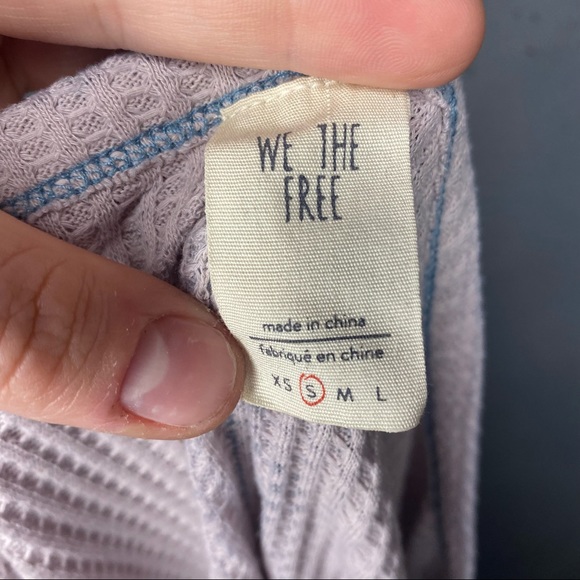 WE THE
FREE
made in china
fabriqué en chine
XS S M L